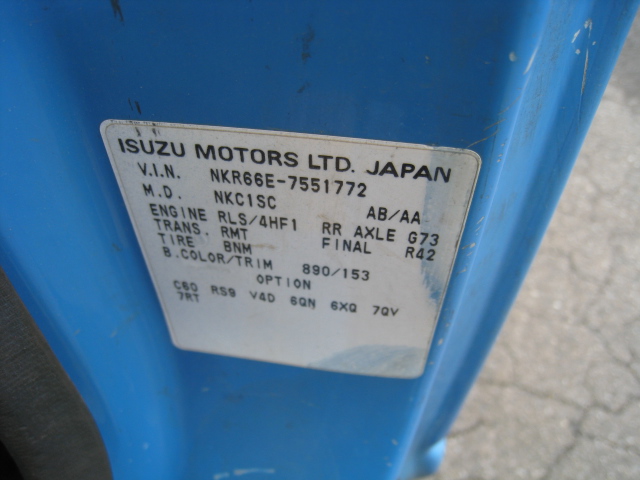 ISUZU MOTORS LTD. JAPAN
V.I.N. NKR66E-7551772
M.D. NKC1SC AB/AA
ENGINE RLS/4HF1 RR AXLE G73
TRANS. RMT FINAL R42
TIRE BNM
B.COLOR/TRIM 890/153
OPTION
C60 RS9 V4D 6QN 6XQ 7QV
7RT